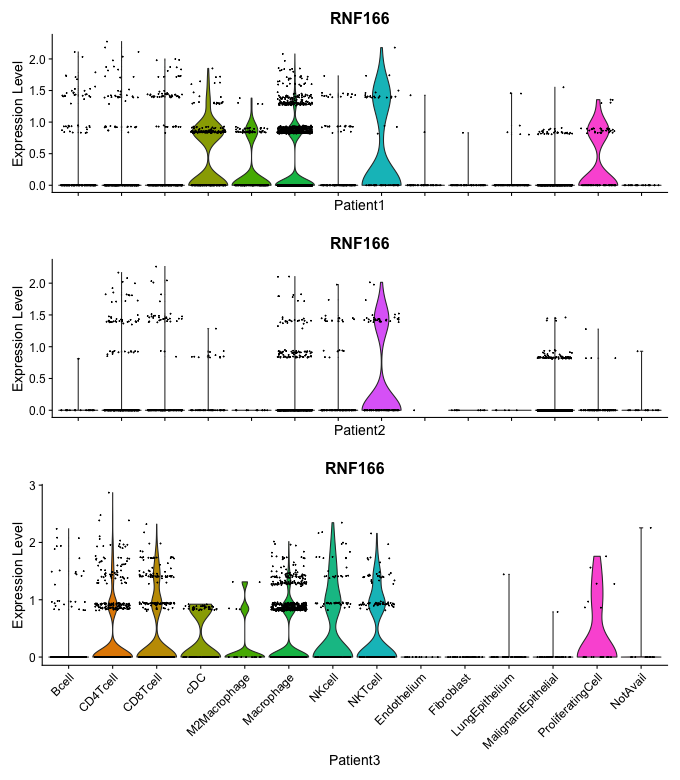 RNF166
Expression Level
2.0
1.5
1.0
0.5
0.0
Patient1
RNF166
Expression Level
2.0
1.5
1.0
0.5
0.0
Patient2
RNF166
Expression Level
3
2
1
0
Bcell
CD4Tcell
CD8Tcell
cDC
M2Macrophage
Macrophage
NKcell
NKTcell
Endothelium
Fibroblast
LungEpithelium
MalignantEpithelial
ProliferatingCell
NotAvail
Patient3